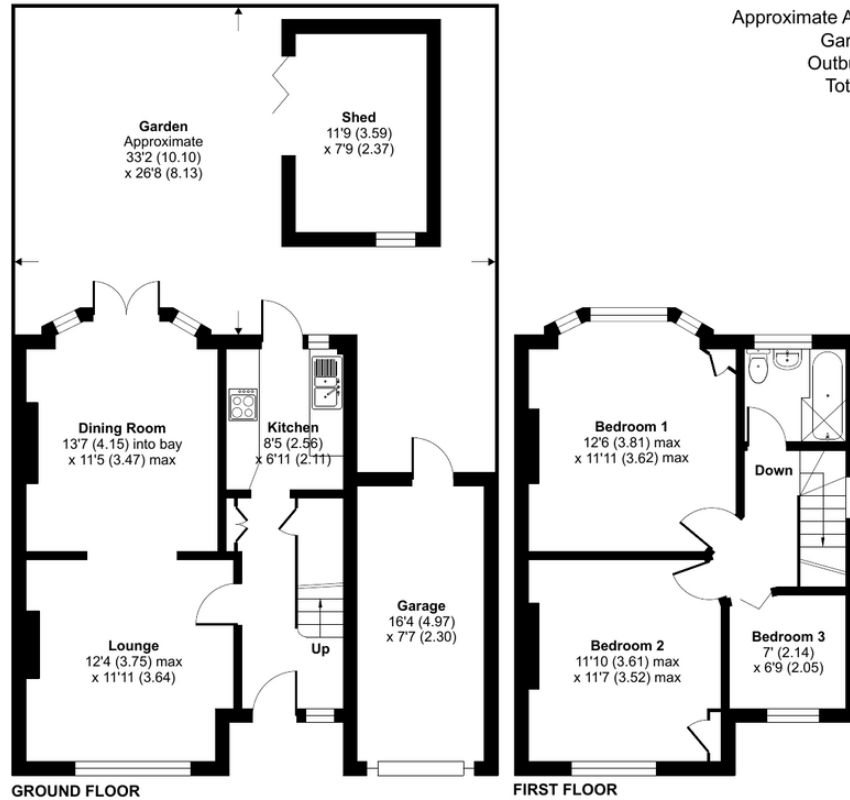 Approximate A
Gar
Outbu
Tot
Garden
Approximate
33'2 (10.10)
x 26'8 (8.13)
Shed
11'9 (3.59)
x 7'9 (2.37)
Dining Room
13'7 (4.15) into bay
x 11'5 (3.47) max
Kitchen
8'5 (2.56)
x 6'11 (2.11)
Lounge
12'4 (3.75) max
x 11'11 (3.64)
Up
Garage
16'4 (4.97)
x 7'7 (2.30)
GROUND FLOOR
Bedroom 1
12'6 (3.81) max
x 11'11 (3.62) max
Down
Bedroom 2
11'10 (3.61) max
x 11'7 (3.52) max
Bedroom 3
7' (2.14)
x 6'9 (2.05)
FIRST FLOOR